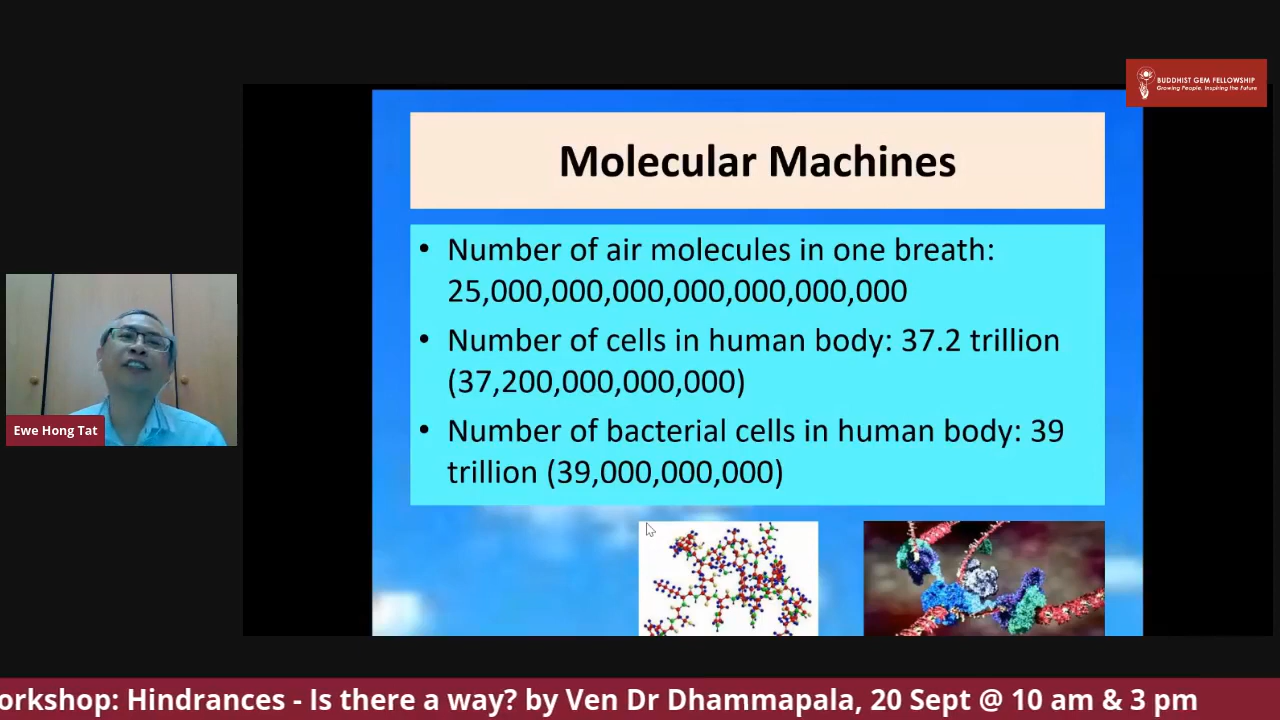 BUDDHIST GEM FELLOWSHIP
Growing People. Inspiring the Future
Molecular Machines
• Number of air molecules in one breath:
25,000,000,000,000,000,000,000
• Number of cells in human body: 37.2 trillion
(37,200,000,000,000)
• Number of bacterial cells in human body: 39
trillion (39,000,000,000)
Ewe Hong Tat
orkshop: Hindrances - Is there a way? by Ven Dr Dhammapala, 20 Sept @ 10 am & 3 pm